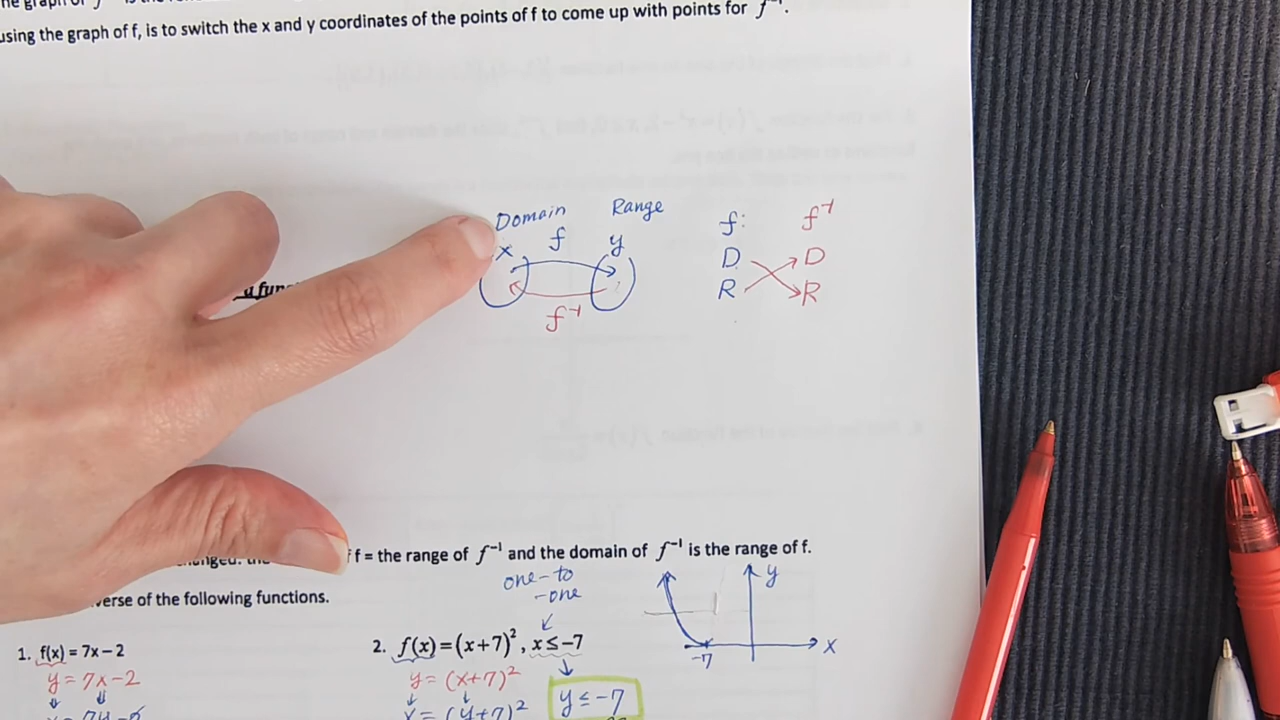 using the graph of f, is to switch the x and y coordinates of the points of f to come up with points for f⁻¹.
Domain Range
x f y
f⁻¹
f: f⁻¹
D D
R R
f = the range of f⁻¹ and the domain of f⁻¹ is the range of f.
one-to
-one
of the following functions.
y
x
-7
1. f(x) = 7x – 2
y = 7x - 2
2. f(x) = (x+7)², x ≤ -7
y = (x+7)²
x = (y+7)²
y ≤ -7